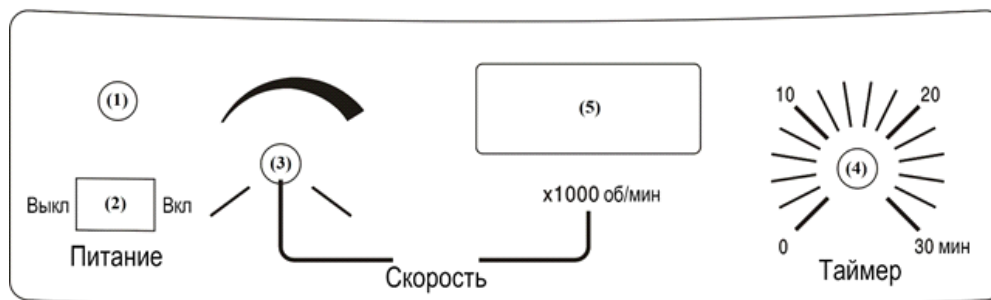 (1)
(2)
Выкл
Вкл
Питание
(3)
Скорость
(5)
x1000 об/мин
10
20
(4)
0
30 мин
Таймер